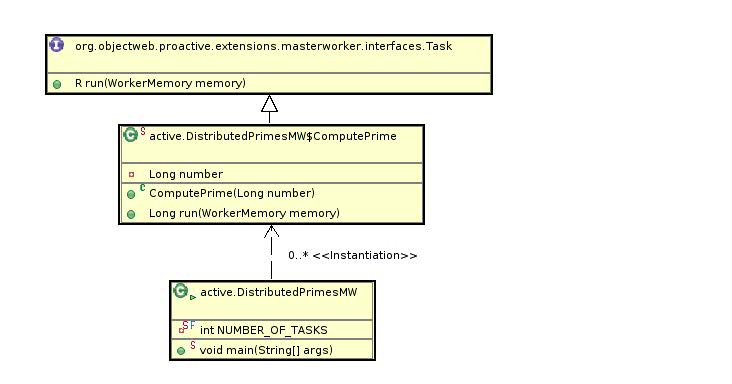 I
org.objectweb.proactive.extensions.masterworker.interfaces.Task
R run(WorkerMemory memory)
C S active.DistributedPrimesMW$ComputePrime
Long number
C ComputePrime(Long number)
Long run(WorkerMemory memory)
0..* <<Instantiation>>
C active.DistributedPrimesMW
S F int NUMBER_OF_TASKS
S void main(String[] args)